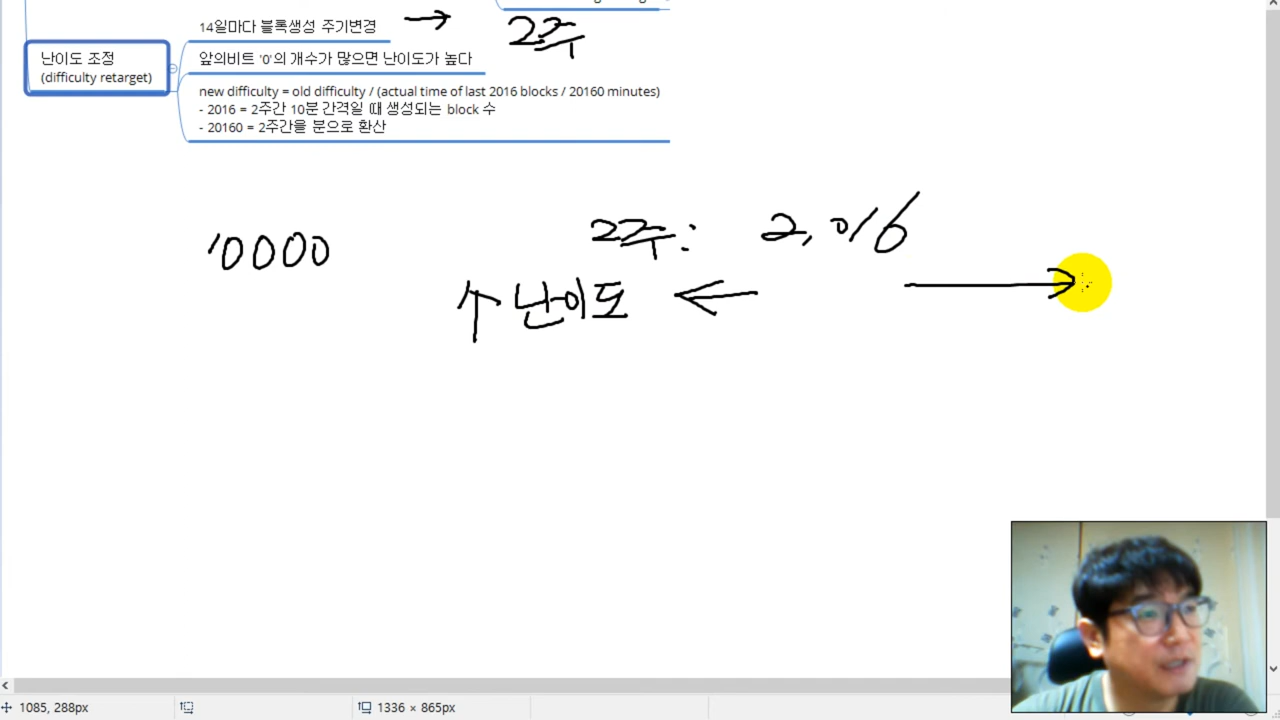 14일마다 블록생성 주기변경
→ 2주
난이도 조정
(difficulty retarget)
앞의비트 '0'의 개수가 많으면 난이도가 높다
new difficulty = old difficulty / (actual time of last 2016 blocks / 20160 minutes)
- 2016 = 2주간 10분 간격일 때 생성되는 block 수
- 20160 = 2주간을 분으로 환산
10000
2주: 2,016
↑ 난이도 ←
1085, 288px
1336 × 865px